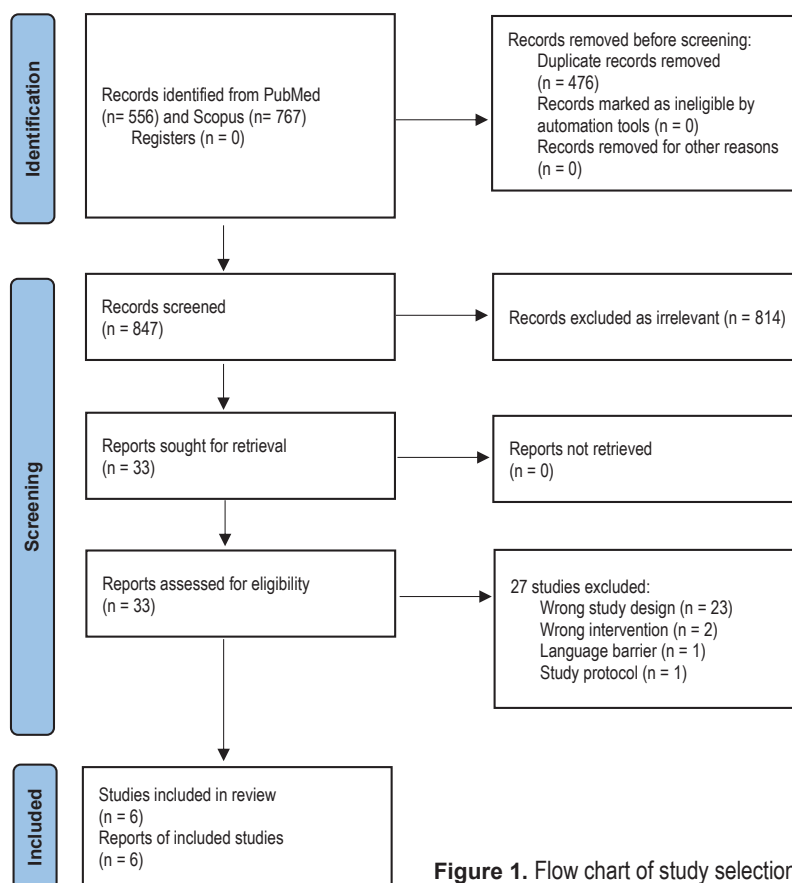 Identification
Records identified from PubMed
(n= 556) and Scopus (n= 767)
Registers (n = 0)
Records removed before screening:
Duplicate records removed
(n = 476)
Records marked as ineligible by
automation tools (n = 0)
Records removed for other reasons
(n = 0)
Screening
Records screened
(n = 847)
Records excluded as irrelevant (n = 814)
Reports sought for retrieval
(n = 33)
Reports not retrieved
(n = 0)
Reports assessed for eligibility
(n = 33)
27 studies excluded:
Wrong study design (n = 23)
Wrong intervention (n = 2)
Language barrier (n = 1)
Study protocol (n = 1)
Included
Studies included in review
(n = 6)
Reports of included studies
(n = 6)
Figure 1. Flow chart of study selection